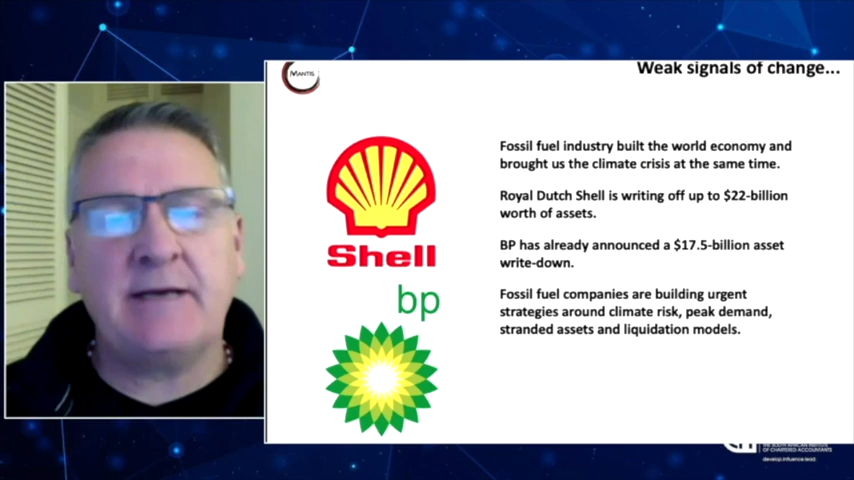 MANTIS
Weak signals of change...
Fossil fuel industry built the world economy and
brought us the climate crisis at the same time.
Royal Dutch Shell is writing off up to $22-billion
worth of assets.
BP has already announced a $17.5-billion asset
write-down.
Fossil fuel companies are building urgent
strategies around climate risk, peak demand,
stranded assets and liquidation models.
Shell
bp
OF CHARTERED ACCOUNTANTS
develop.influence.lead.